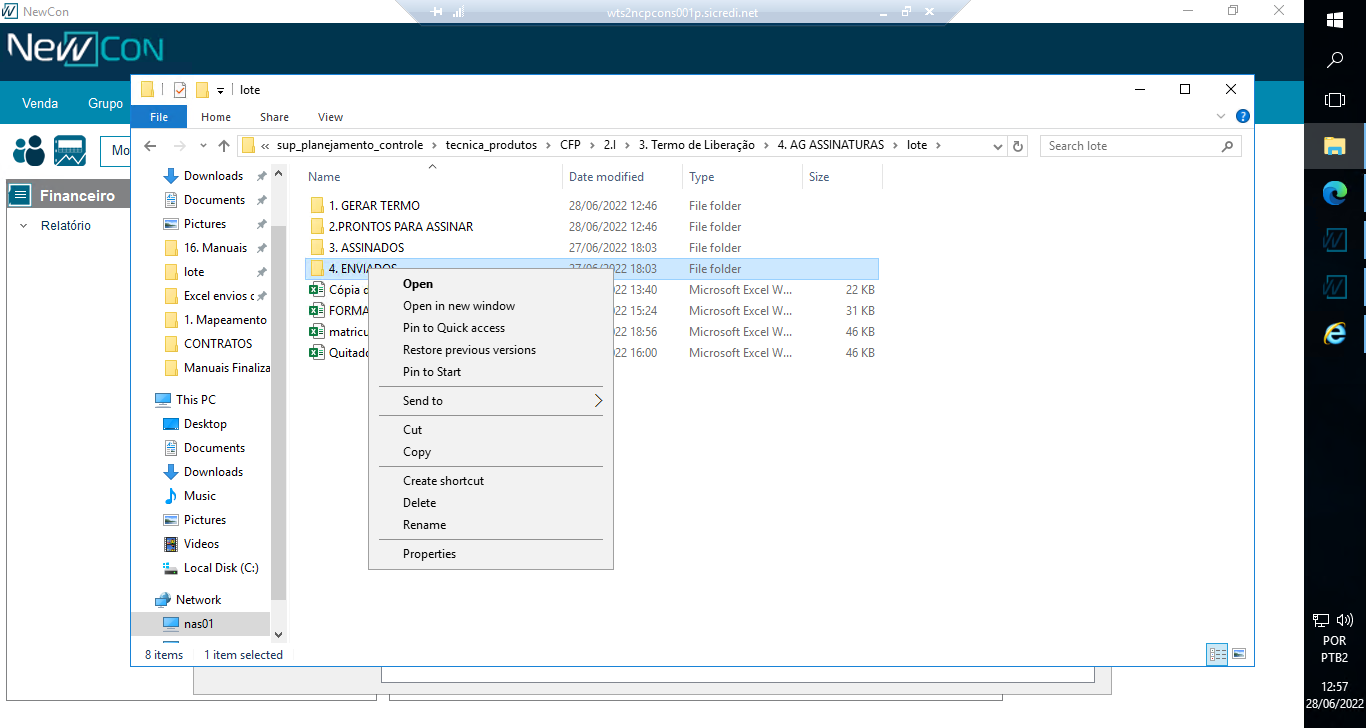 NewCon
wts2ncpcons001p.sicredi.net
NewCon
Venda Grupo
Mo
Financeiro
Relatório
lote
File Home Share View
« sup_planejamento_controle > tecnica_produtos > CFP > 2.I > 3. Termo de Liberação > 4. AG ASSINATURAS > lote >
Search lote
Downloads
Documents
Pictures
16. Manuais
lote
Excel envios c
1. Mapeamento
CONTRATOS
Manuais Finaliza
This PC
Desktop
Documents
Downloads
Music
Pictures
Videos
Local Disk (C:)
Network
nas01
Name Date modified Type Size
1. GERAR TERMO 28/06/2022 12:46 File folder
2.PRONTOS PARA ASSINAR 28/06/2022 12:46 File folder
3. ASSINADOS 27/06/2022 18:03 File folder
4. ENVIADOS 27/06/2022 18:03 File folder
Cópia d 022 13:40 Microsoft Excel W... 22 KB
FORMA 022 15:24 Microsoft Excel W... 31 KB
matricu 022 18:56 Microsoft Excel W... 46 KB
Quitado 022 16:00 Microsoft Excel W... 46 KB
Open
Open in new window
Pin to Quick access
Restore previous versions
Pin to Start
Send to
Cut
Copy
Create shortcut
Delete
Rename
Properties
8 items 1 item selected
POR
PTB2
12:57
28/06/2022